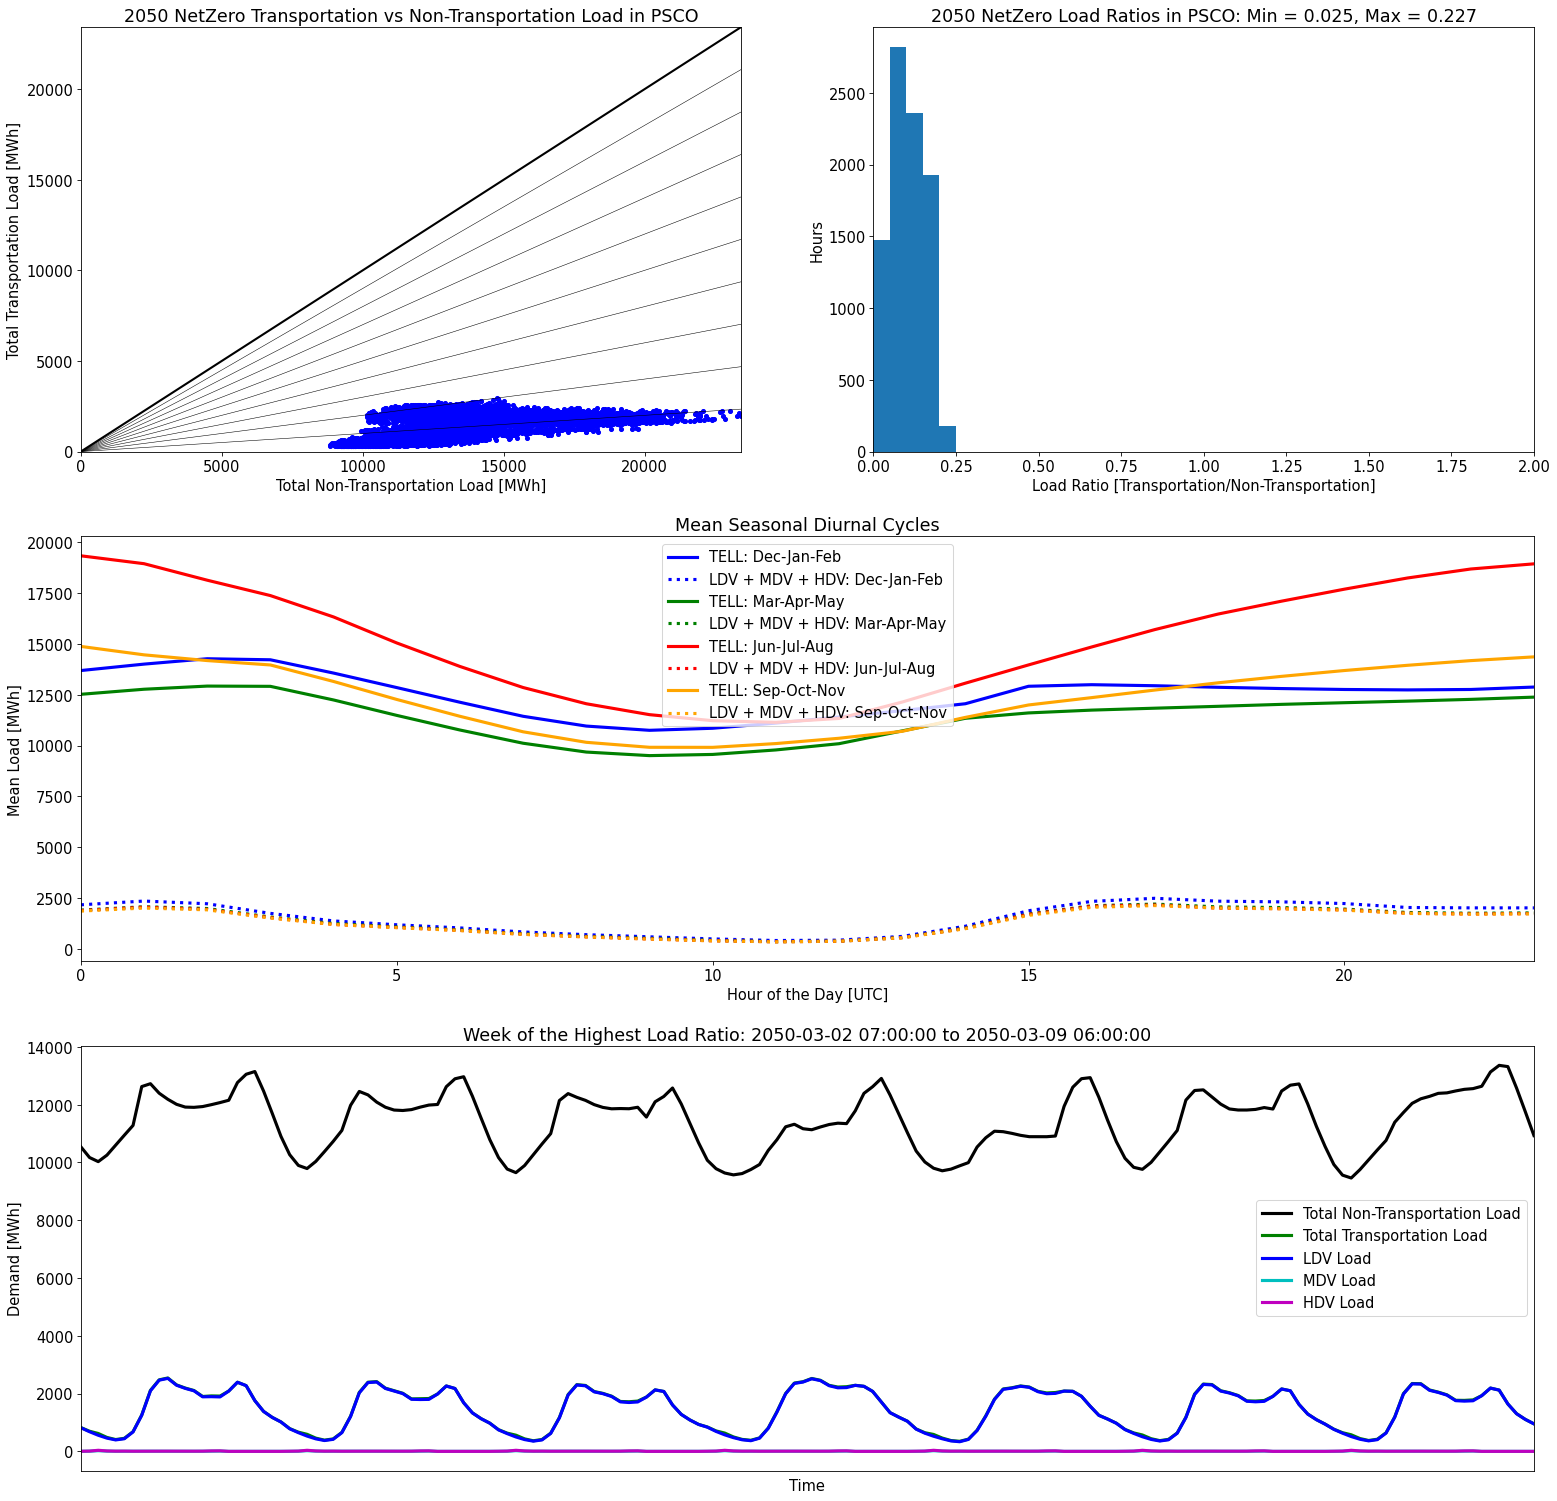 2050 NetZero Transportation vs Non-Transportation Load in PSCO
20000
15000
10000
5000
0
Total Transportation Load [MWh]
0 5000 10000 15000 20000
Total Non-Transportation Load [MWh]
2050 NetZero Load Ratios in PSCO: Min = 0.025, Max = 0.227
2500
2000
1500
1000
500
0
Hours
0.00 0.25 0.50 0.75 1.00 1.25 1.50 1.75 2.00
Load Ratio [Transportation/Non-Transportation]
Mean Seasonal Diurnal Cycles
20000
17500
15000
12500
10000
7500
5000
2500
0
Mean Load [MWh]
TELL: Dec-Jan-Feb
LDV + MDV + HDV: Dec-Jan-Feb
TELL: Mar-Apr-May
LDV + MDV + HDV: Mar-Apr-May
TELL: Jun-Jul-Aug
LDV + MDV + HDV: Jun-Jul-Aug
TELL: Sep-Oct-Nov
LDV + MDV + HDV: Sep-Oct-Nov
0 5 10 15 20
Hour of the Day [UTC]
Week of the Highest Load Ratio: 2050-03-02 07:00:00 to 2050-03-09 06:00:00
14000
12000
10000
8000
6000
4000
2000
0
Demand [MWh]
Total Non-Transportation Load
Total Transportation Load
LDV Load
MDV Load
HDV Load
Time